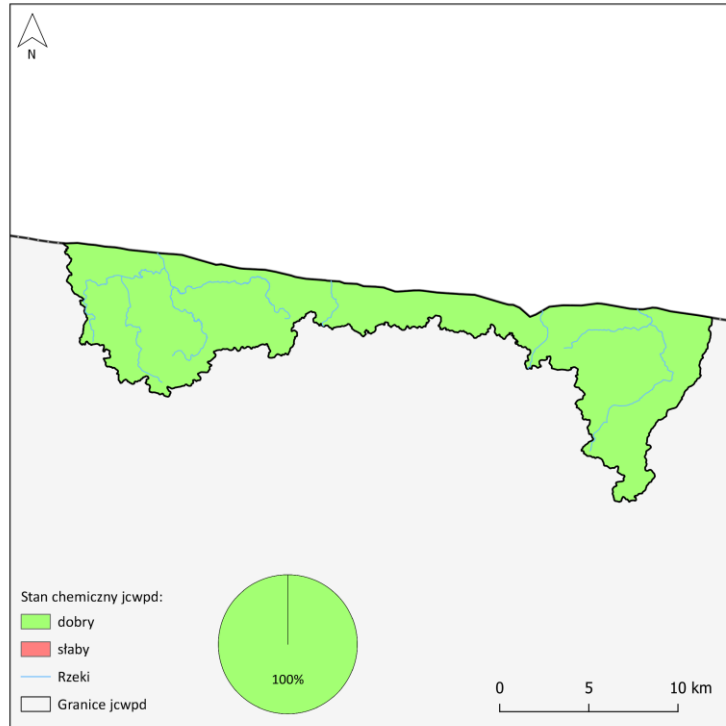 N
Stan chemiczny jcwpd:
dobry
słaby
Rzeki
Granice jcwpd
100%
0 5 10 km